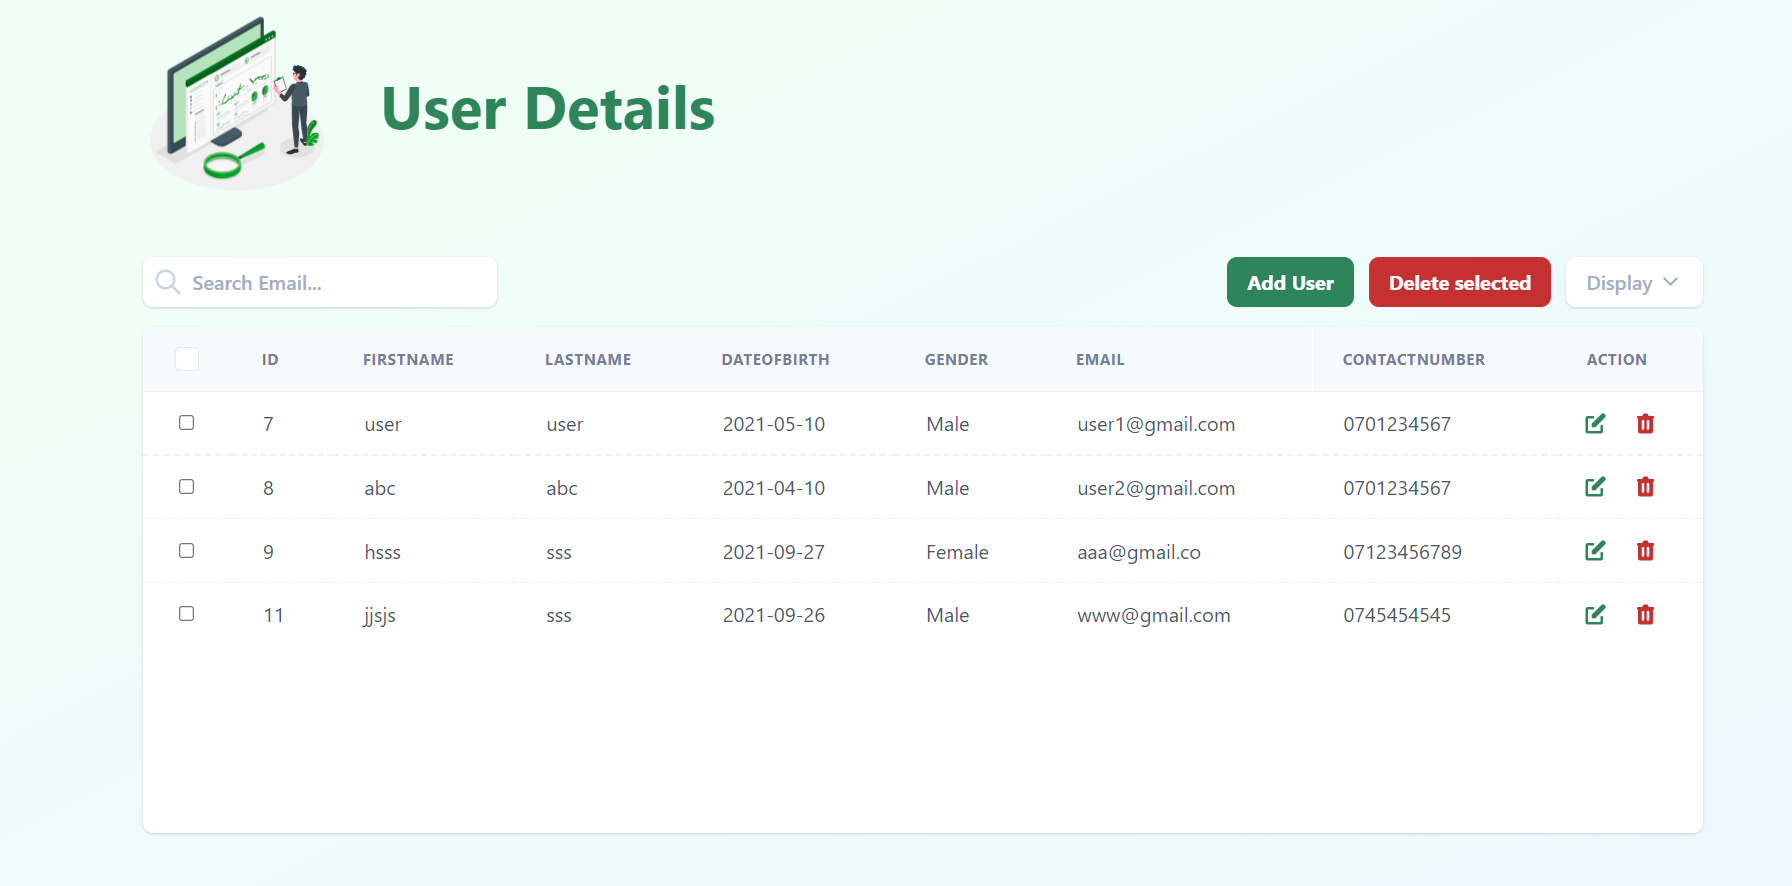 User Details
Search Email...
Add User
Delete selected
Display
ID FIRSTNAME LASTNAME DATEOFBIRTH GENDER EMAIL CONTACTNUMBER ACTION
7 user user 2021-05-10 Male user1@gmail.com 0701234567
8 abc abc 2021-04-10 Male user2@gmail.com 0701234567
9 hsss sss 2021-09-27 Female aaa@gmail.co 07123456789
11 jjsjs sss 2021-09-26 Male www@gmail.com 0745454545